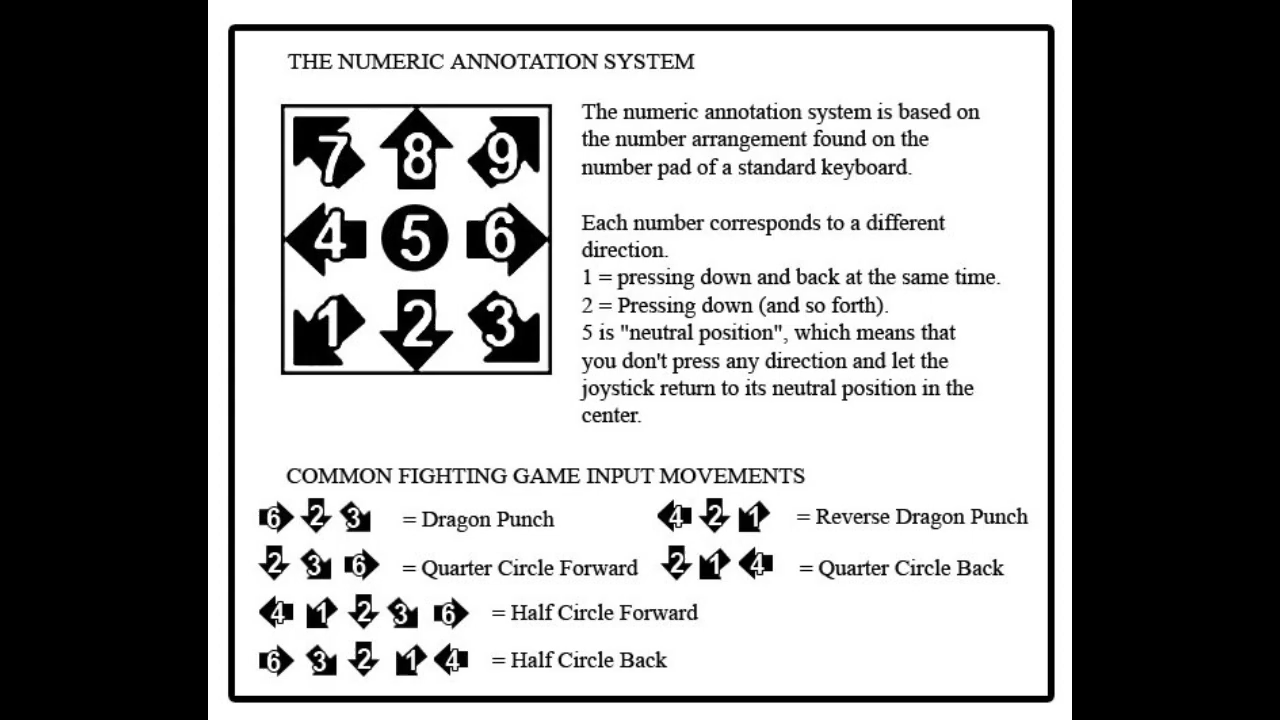 THE NUMERIC ANNOTATION SYSTEM
7 8 9
4 5 6
1 2 3
The numeric annotation system is based on
the number arrangement found on the
number pad of a standard keyboard.
Each number corresponds to a different
direction.
1 = pressing down and back at the same time.
2 = Pressing down (and so forth).
5 is "neutral position", which means that
you don't press any direction and let the
joystick return to its neutral position in the
center.
COMMON FIGHTING GAME INPUT MOVEMENTS
6 2 3 = Dragon Punch
4 2 1 = Reverse Dragon Punch
2 3 6 = Quarter Circle Forward
2 1 4 = Quarter Circle Back
4 1 2 3 6 = Half Circle Forward
6 3 2 1 4 = Half Circle Back